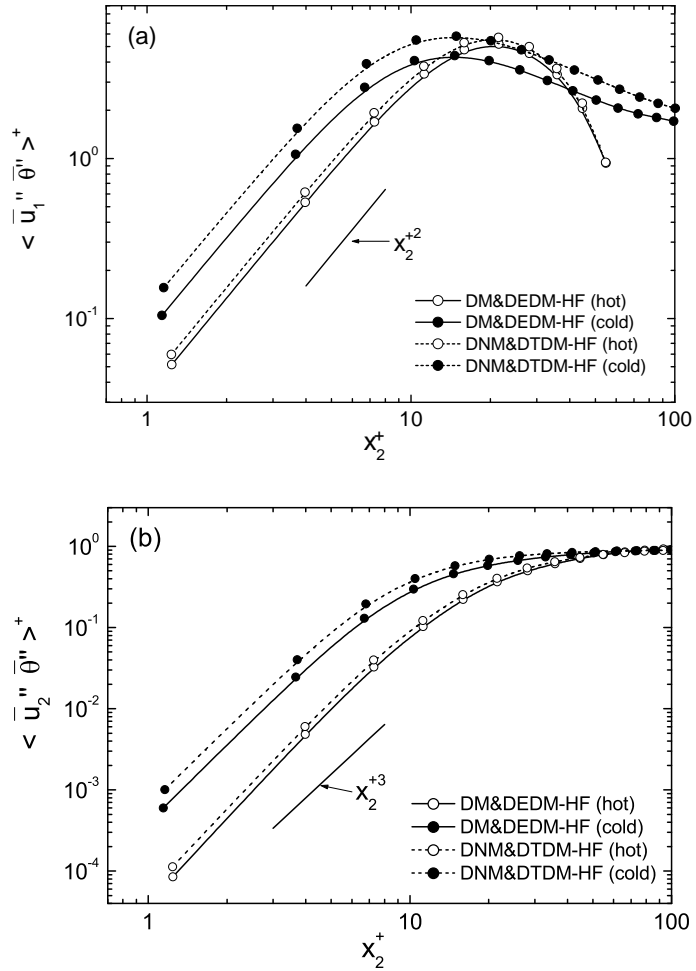 (a)
< u̅₁" θ̅" >⁺
10⁰
10⁻¹
x₂⁺²
DM&DEDM-HF (hot)
DM&DEDM-HF (cold)
DNM&DTDM-HF (hot)
DNM&DTDM-HF (cold)
1 10 100
x₂⁺
(b)
< u̅₂" θ̅" >⁺
10⁰
10⁻¹
10⁻²
10⁻³
10⁻⁴
x₂⁺³
DM&DEDM-HF (hot)
DM&DEDM-HF (cold)
DNM&DTDM-HF (hot)
DNM&DTDM-HF (cold)
1 10 100
x₂⁺